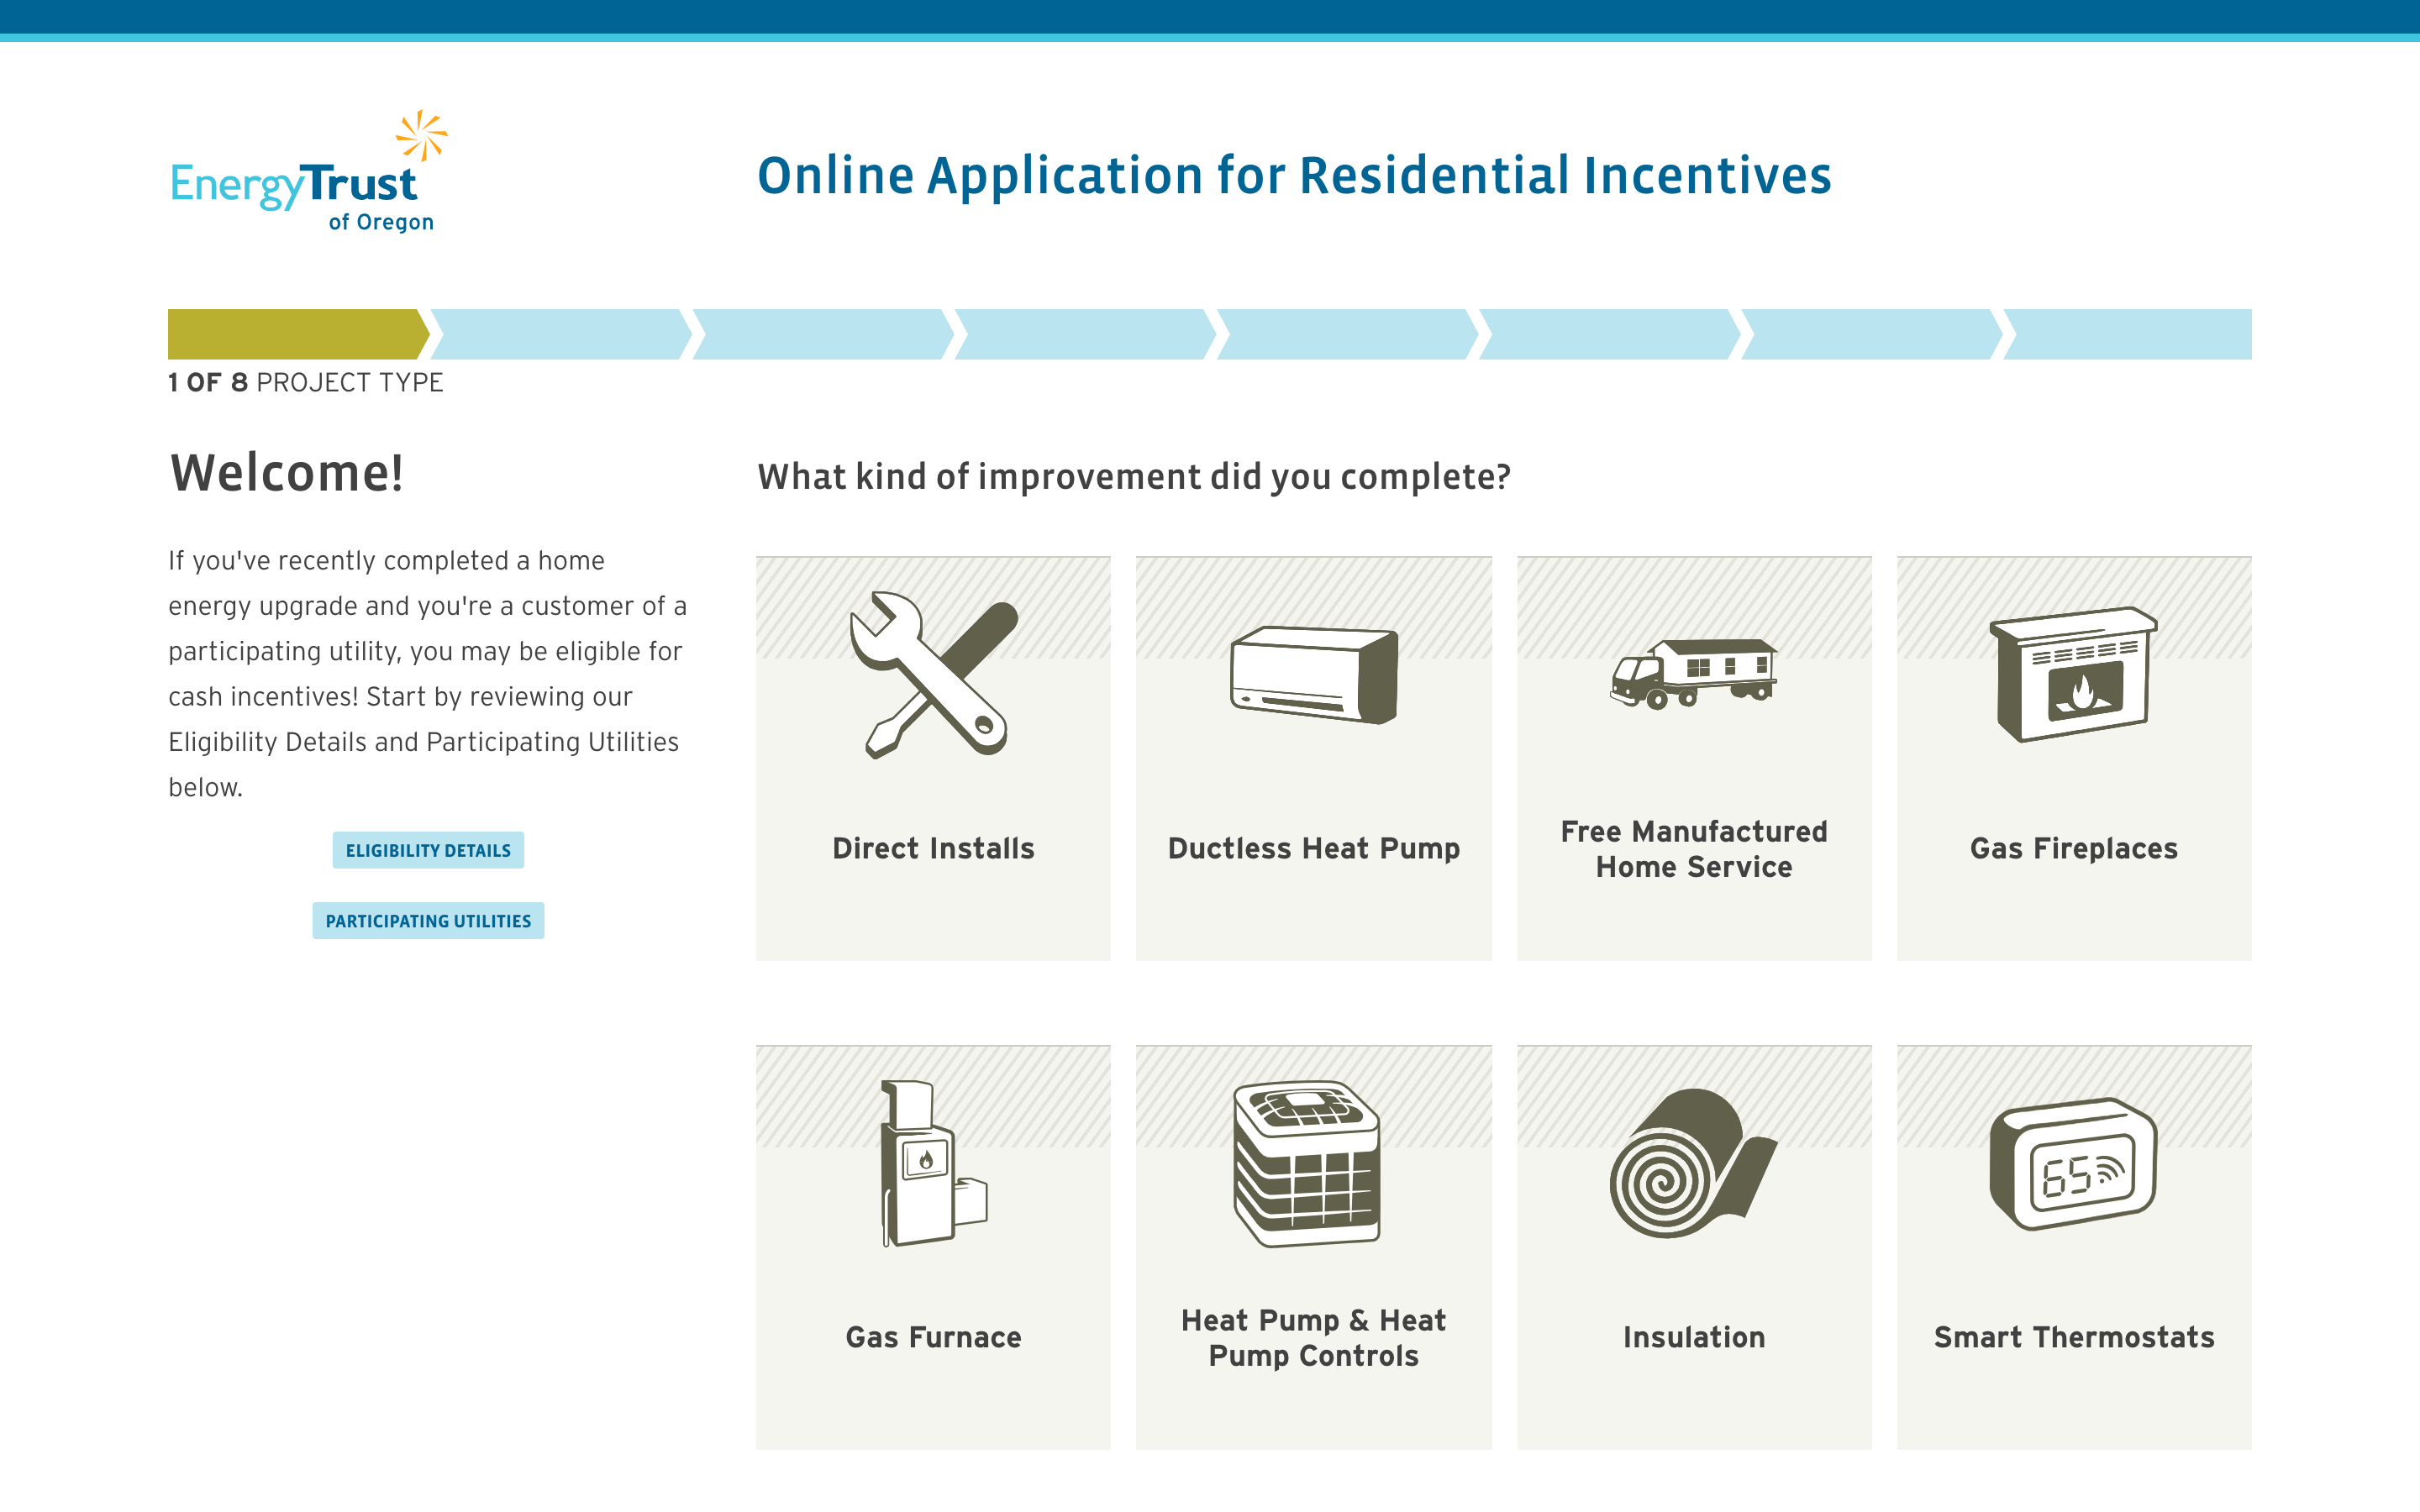 EnergyTrust
of Oregon
Online Application for Residential Incentives
1 OF 8 PROJECT TYPE
Welcome!
If you've recently completed a home
energy upgrade and you're a customer of a
participating utility, you may be eligible for
cash incentives! Start by reviewing our
Eligibility Details and Participating Utilities
below.
ELIGIBILITY DETAILS
PARTICIPATING UTILITIES
What kind of improvement did you complete?
Direct Installs
Ductless Heat Pump
Free Manufactured
Home Service
Gas Fireplaces
Gas Furnace
Heat Pump & Heat
Pump Controls
Insulation
65
Smart Thermostats